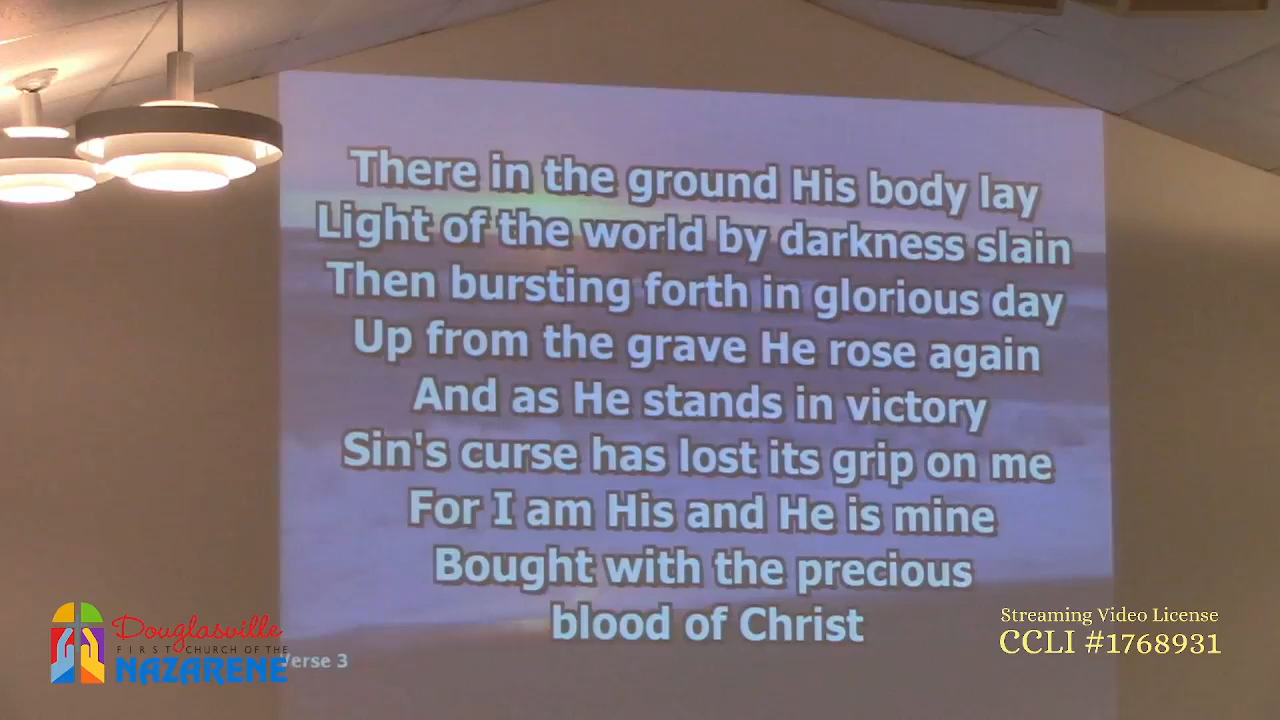 There in the ground His body lay
Light of the world by darkness slain
Then bursting forth in glorious day
Up from the grave He rose again
And as He stands in victory
Sin's curse has lost its grip on me
For I am His and He is mine
Bought with the precious
blood of Christ
Verse 3
Douglasville
FIRST CHURCH OF THE
NAZARENE
Streaming Video License
CCLI #1768931